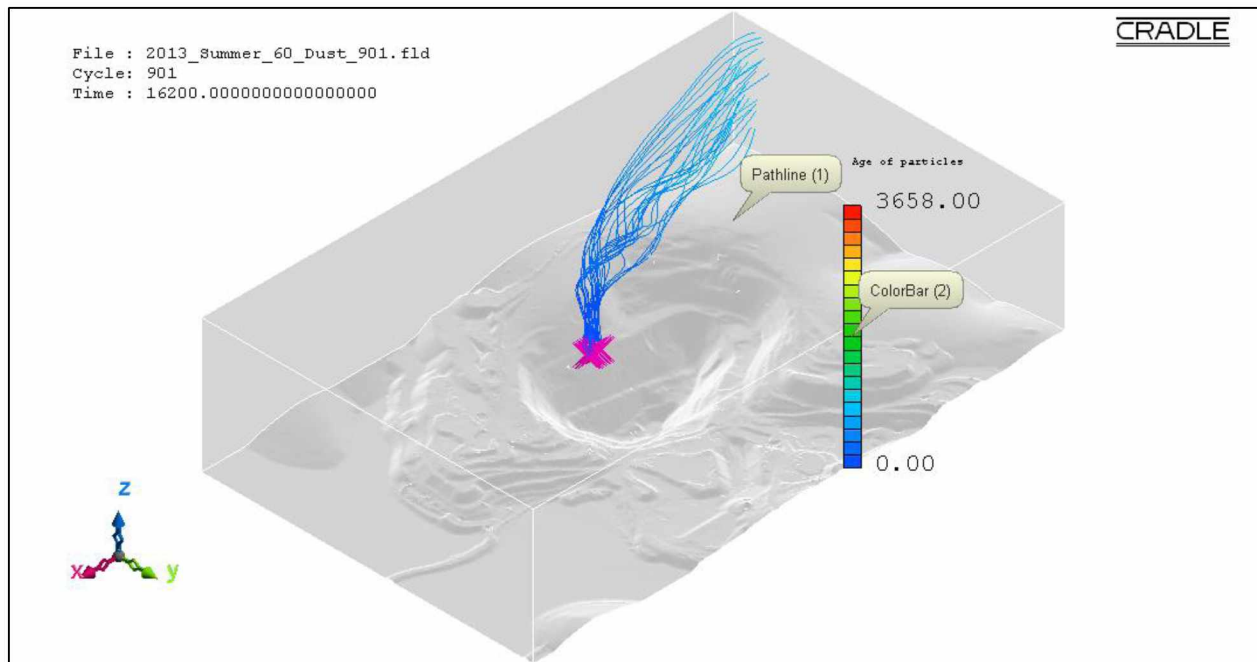 File : 2013_Summer_60_Dust_901.fld
Cycle: 901
Time : 16200.0000000000000000
CRADLE
Age of particles
Pathline (1)
3658.00
ColorBar (2)
0.00
z
x
y